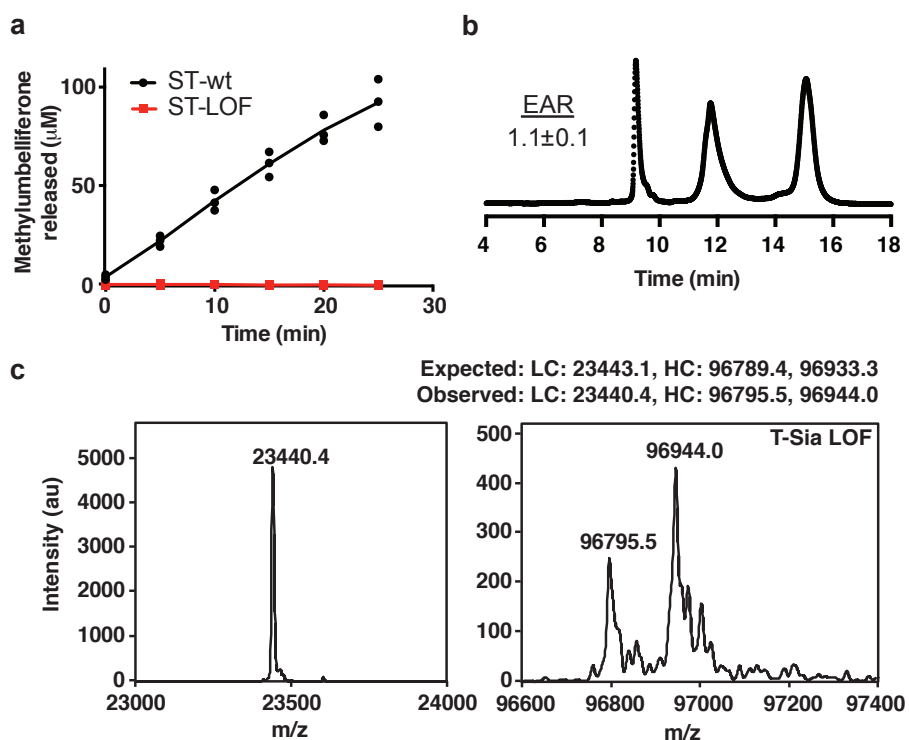 a
Methylumbelliferone
released (μM)
100
50
0
ST-wt
ST-LOF
0 10 20 30
Time (min)
b
EAR
1.1±0.1
4 6 8 10 12 14 16 18
Time (min)
c
Expected: LC: 23443.1, HC: 96789.4, 96933.3
Observed: LC: 23440.4, HC: 96795.5, 96944.0
Intensity (au)
5000
4000
3000
2000
1000
0
23440.4
23000 23500 24000
m/z
500
400
300
200
100
0
T-Sia LOF
96944.0
96795.5
96600 96800 97000 97200 97400
m/z